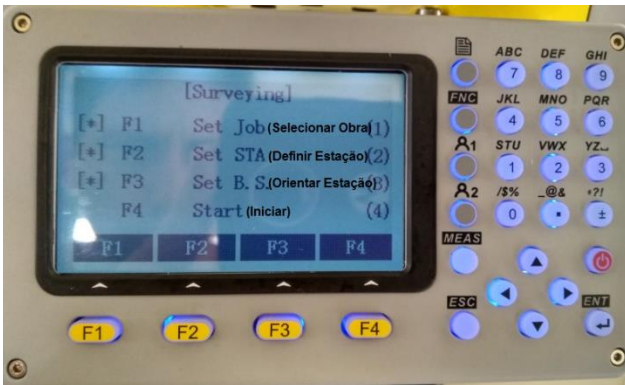 [Surveying]
[*] F1 Set Job (Selecionar Obra) (1)
[*] F2 Set STA (Definir Estação) (2)
[*] F3 Set B.S. (Orientar Estação) (3)
F4 Start (Iniciar) (4)
F1 F2 F3 F4
F1 F2 F3 F4
ABC DEF GHI
7 8 9
FNC JKL MNO PQR
4 5 6
1 STU VWX YZ
1 2 3
2 /$% _@& *?!
0 . ±
MEAS
ESC ENT